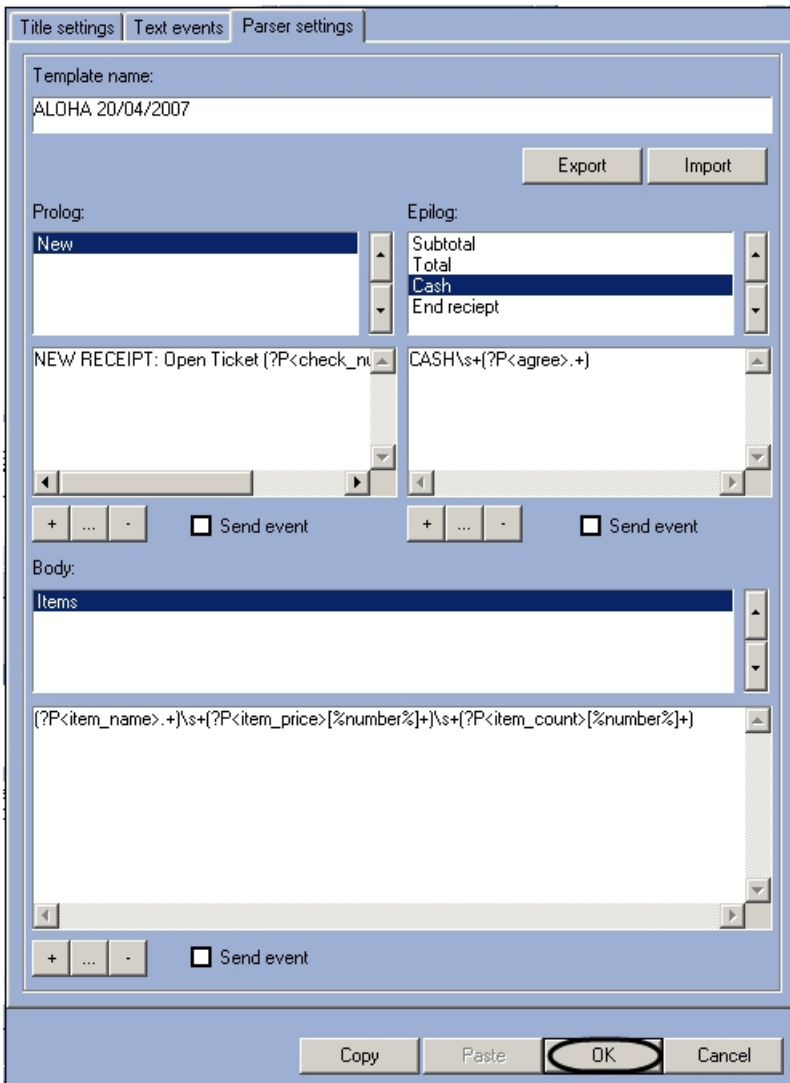 Title settings Text events Parser settings
Template name:
ALOHA 20/04/2007
Export Import
Prolog:
New
NEW RECEIPT: Open Ticket (?P<check_nu
+ ... - Send event
Epilog:
Subtotal
Total
Cash
End reciept
CASH\s+(?P<agree>.+)
+ ... - Send event
Body:
Items
(?P<item_name>.+)\s+(?P<item_price>[%number%]+)\s+(?P<item_count>[%number%]+)
+ ... - Send event
Copy Paste OK Cancel